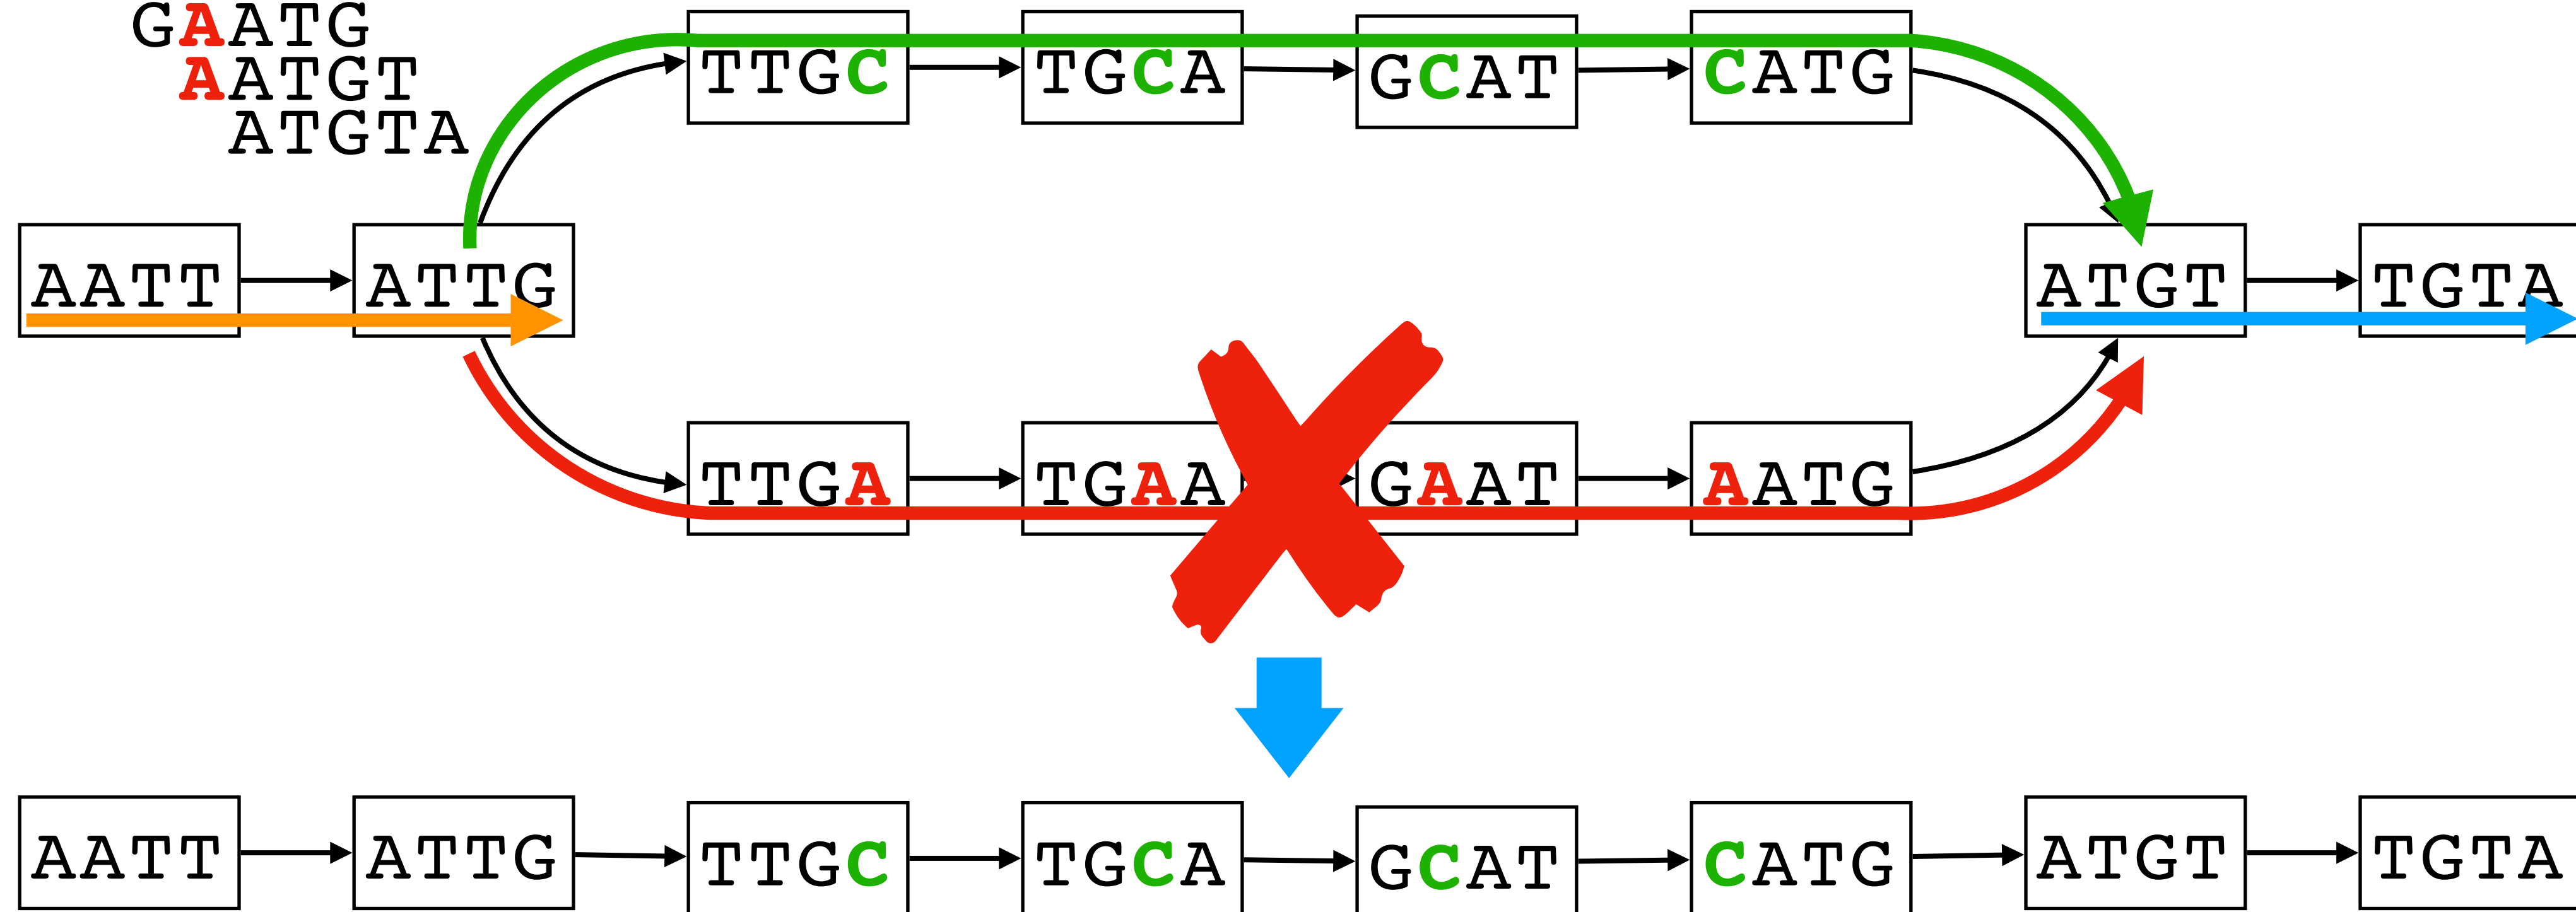 GAATG
AATGT
ATGTA
TTGC TGCA GCAT CATG
AATT ATTG ATGT TGTA
TTGA TGAA GAAT AATG
AATT ATTG TTGC TGCA GCAT CATG ATGT TGTA